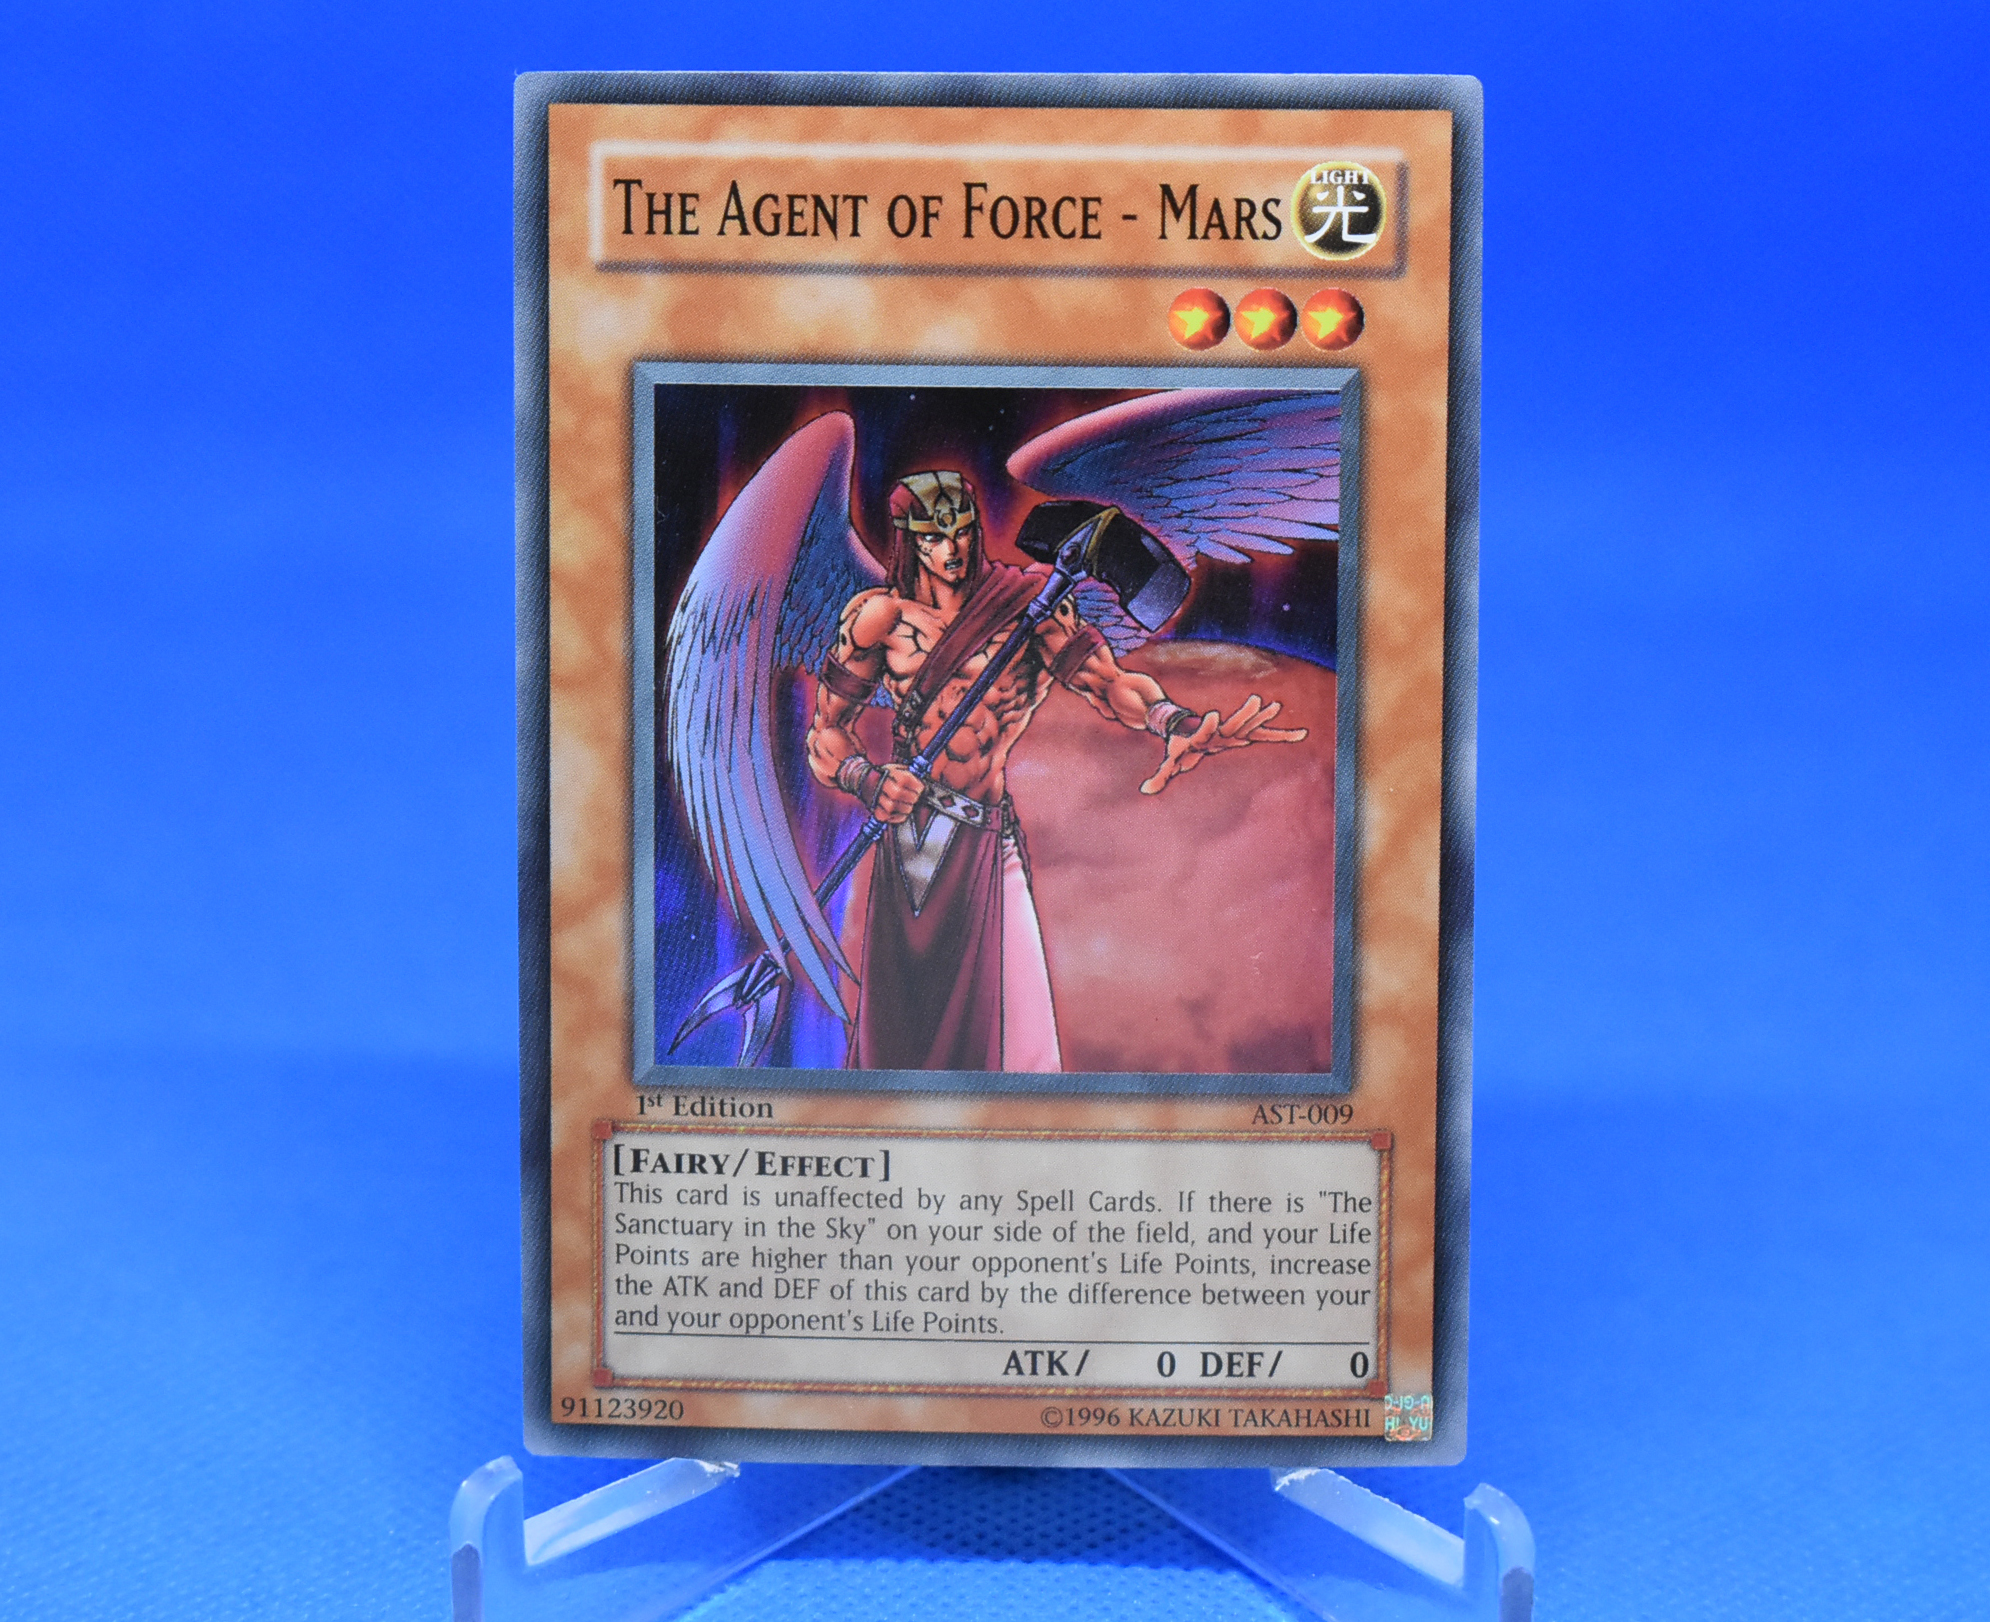 THE AGENT OF FORCE - MARS
LIGHT
光
1st Edition
AST-009
[FAIRY/EFFECT]
This card is unaffected by any Spell Cards. If there is "The
Sanctuary in the Sky" on your side of the field, and your Life
Points are higher than your opponent's Life Points, increase
the ATK and DEF of this card by the difference between your
and your opponent's Life Points.
ATK/ 0 DEF/ 0
91123920
©1996 KAZUKI TAKAHASHI